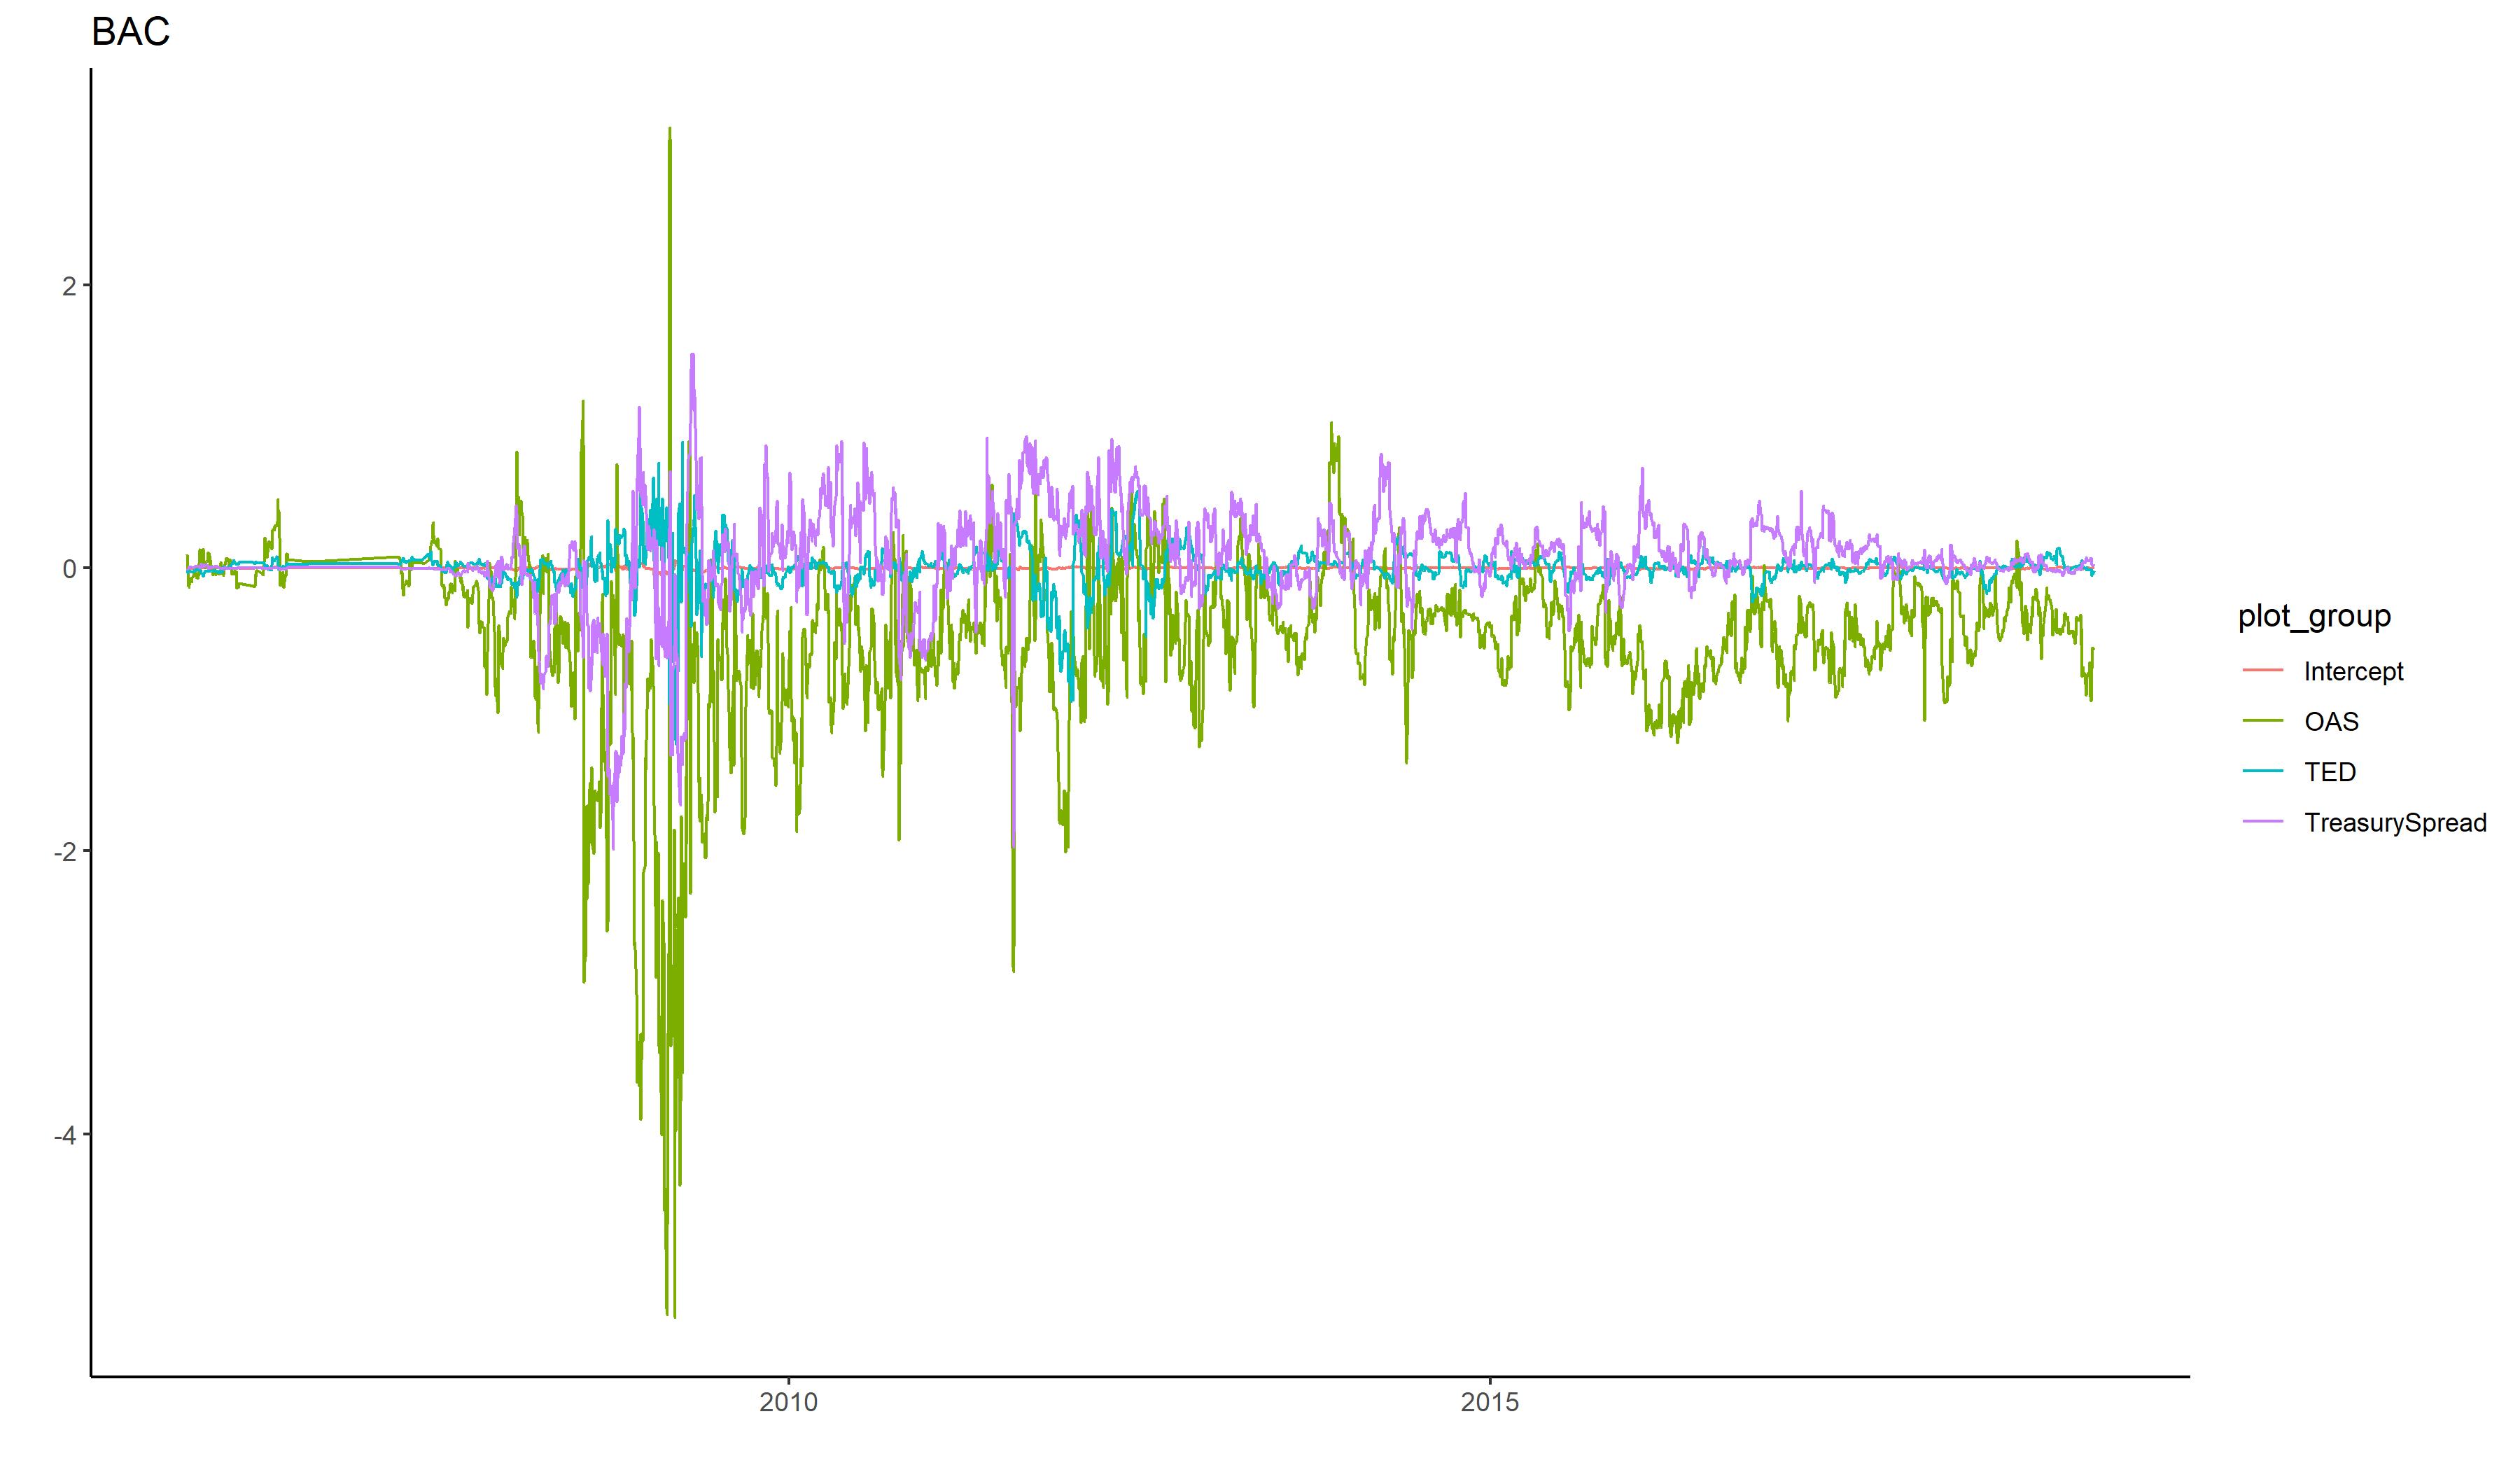 BAC
2
0
-2
-4
2010
2015
plot_group
Intercept
OAS
TED
TreasurySpread